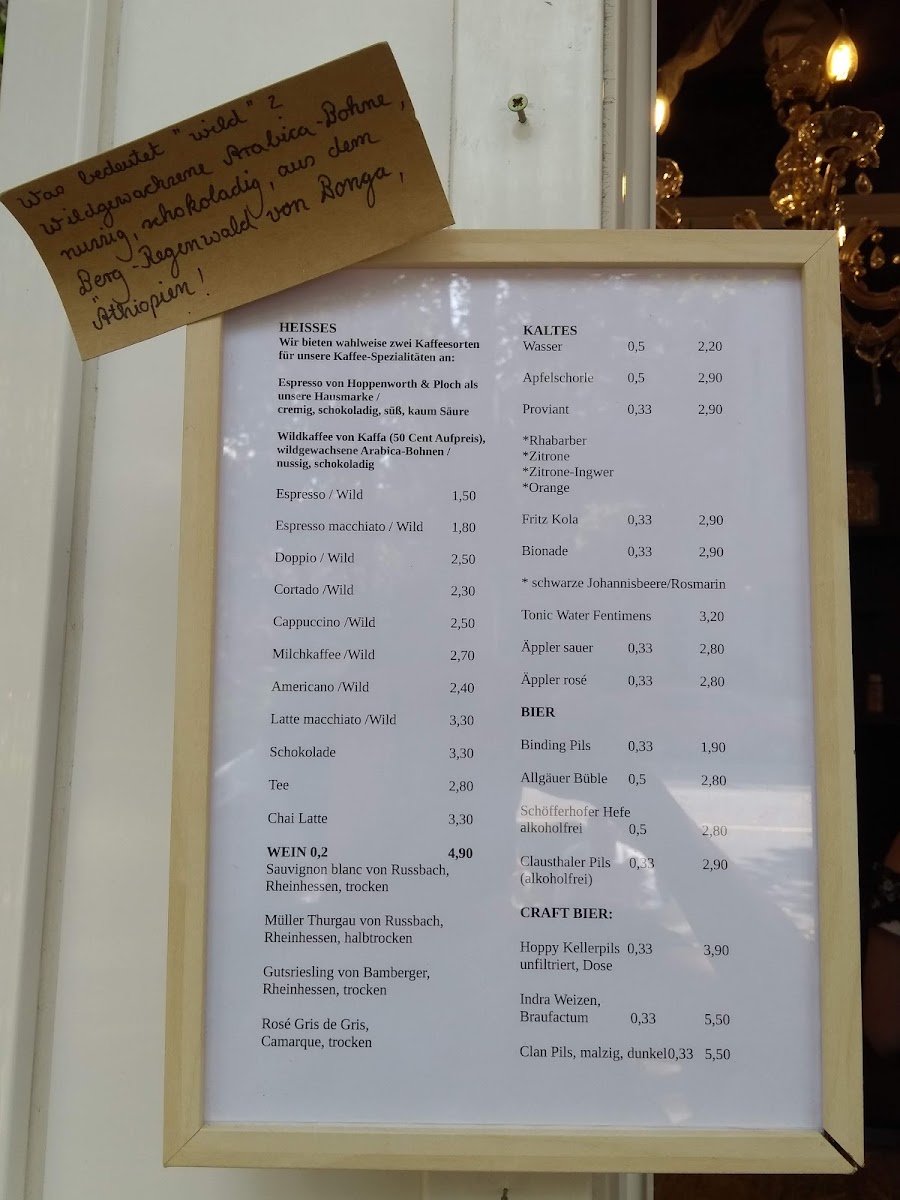 Was bedeutet "wild"?
Wildgewachsene Arabica-Bohne,
nussig, schokoladig, aus dem
Berg-Regenwald von Bonga,
Äthiopien!
HEISSES
Wir bieten wahlweise zwei Kaffeesorten
für unsere Kaffee-Spezialitäten an:
Espresso von Hoppenworth & Ploch als
unsere Hausmarke /
cremig, schokoladig, süß, kaum Säure
Wildkaffee von Kaffa (50 Cent Aufpreis),
wildgewachsene Arabica-Bohnen /
nussig, schokoladig
Espresso / Wild 1,50
Espresso macchiato / Wild 1,80
Doppio / Wild 2,50
Cortado /Wild 2,30
Cappuccino /Wild 2,50
Milchkaffee /Wild 2,70
Americano /Wild 2,40
Latte macchiato /Wild 3,30
Schokolade 3,30
Tee 2,80
Chai Latte 3,30
WEIN 0,2 4,90
Sauvignon blanc von Russbach,
Rheinhessen, trocken
Müller Thurgau von Russbach,
Rheinhessen, halbtrocken
Gutsriesling von Bamberger,
Rheinhessen, trocken
Rosé Gris de Gris,
Camarque, trocken
KALTES
Wasser 0,5 2,20
Apfelschorle 0,5 2,90
Proviant 0,33 2,90
*Rhabarber
*Zitrone
*Zitrone-Ingwer
*Orange
Fritz Kola 0,33 2,90
Bionade 0,33 2,90
* schwarze Johannisbeere/Rosmarin
Tonic Water Fentimens 3,20
Äppler sauer 0,33 2,80
Äppler rosé 0,33 2,80
BIER
Binding Pils 0,33 1,90
Allgäuer Büble 0,5 2,80
Schöfferhofer Hefe
alkoholfrei 0,5 2,80
Clausthaler Pils 0,33 2,90
(alkoholfrei)
CRAFT BIER:
Hoppy Kellerpils 0,33 3,90
unfiltriert, Dose
Indra Weizen,
Braufactum 0,33 5,50
Clan Pils, malzig, dunkel0,33 5,50